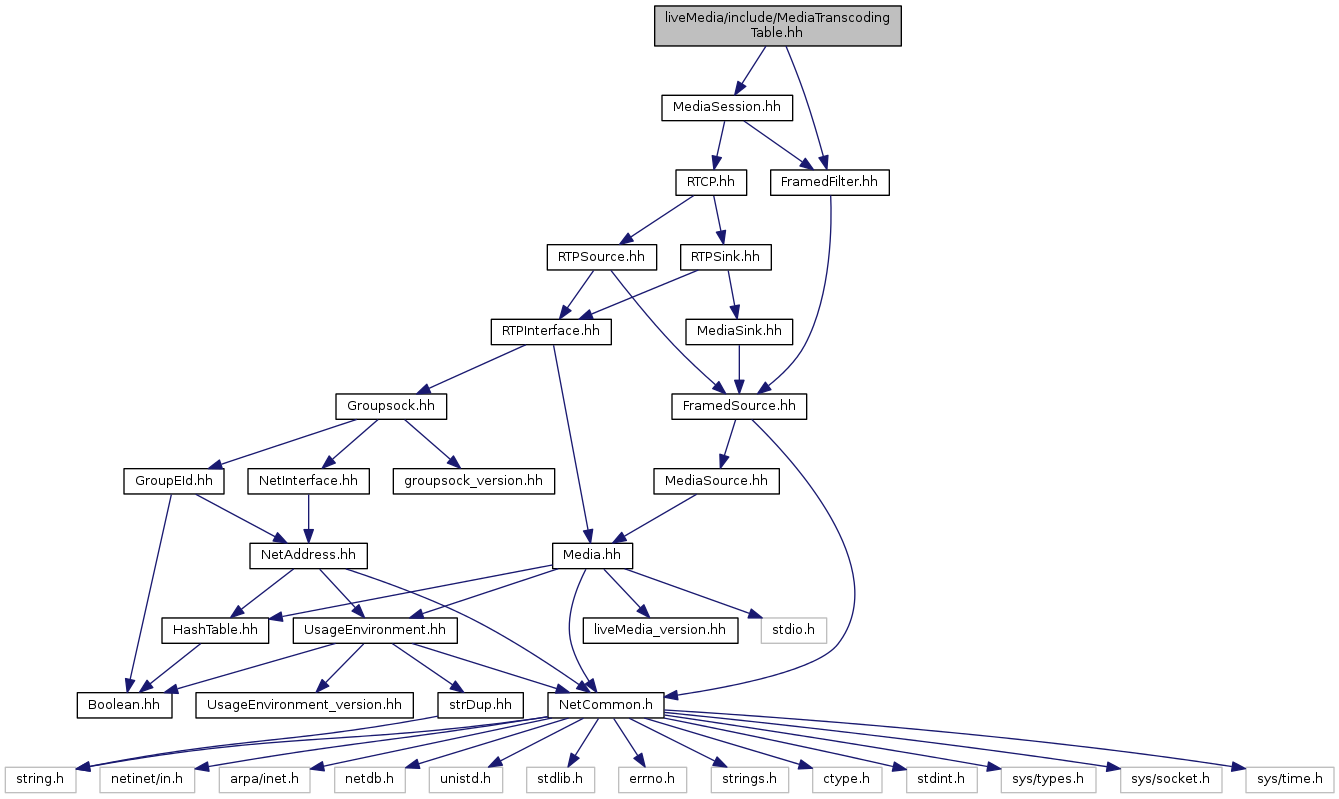 liveMedia/include/MediaTranscoding
Table.hh
MediaSession.hh
RTCP.hh
FramedFilter.hh
RTPSource.hh
RTPSink.hh
RTPInterface.hh
MediaSink.hh
Groupsock.hh
FramedSource.hh
GroupEId.hh
NetInterface.hh
groupsock_version.hh
MediaSource.hh
NetAddress.hh
Media.hh
HashTable.hh
UsageEnvironment.hh
liveMedia_version.hh
stdio.h
Boolean.hh
UsageEnvironment_version.hh
strDup.hh
NetCommon.h
string.h
netinet/in.h
arpa/inet.h
netdb.h
unistd.h
stdlib.h
errno.h
strings.h
ctype.h
stdint.h
sys/types.h
sys/socket.h
sys/time.h